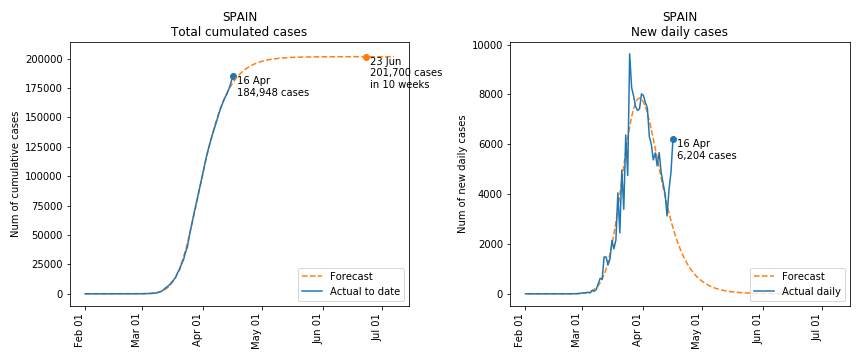 SPAIN
Total cumulated cases
Num of cumulative cases
200000
175000
150000
125000
100000
75000
50000
25000
0
23 Jun
201,700 cases
in 10 weeks
16 Apr
184,948 cases
Forecast
Actual to date
Feb 01
Mar 01
Apr 01
May 01
Jun 01
Jul 01
SPAIN
New daily cases
Num of new daily cases
10000
8000
6000
4000
2000
0
16 Apr
6,204 cases
Forecast
Actual daily
Feb 01
Mar 01
Apr 01
May 01
Jun 01
Jul 01